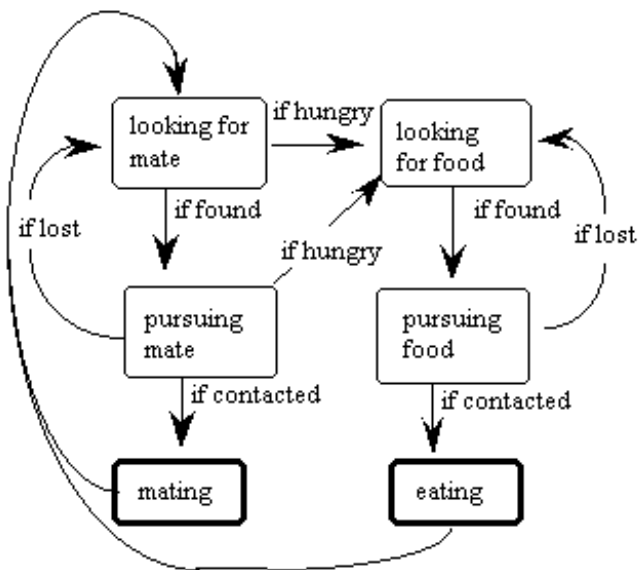 if hungry
looking for
mate
looking
for food
if found
if found
if lost
if lost
if hungry
pursuing
mate
pursuing
food
if contacted
if contacted
mating
eating